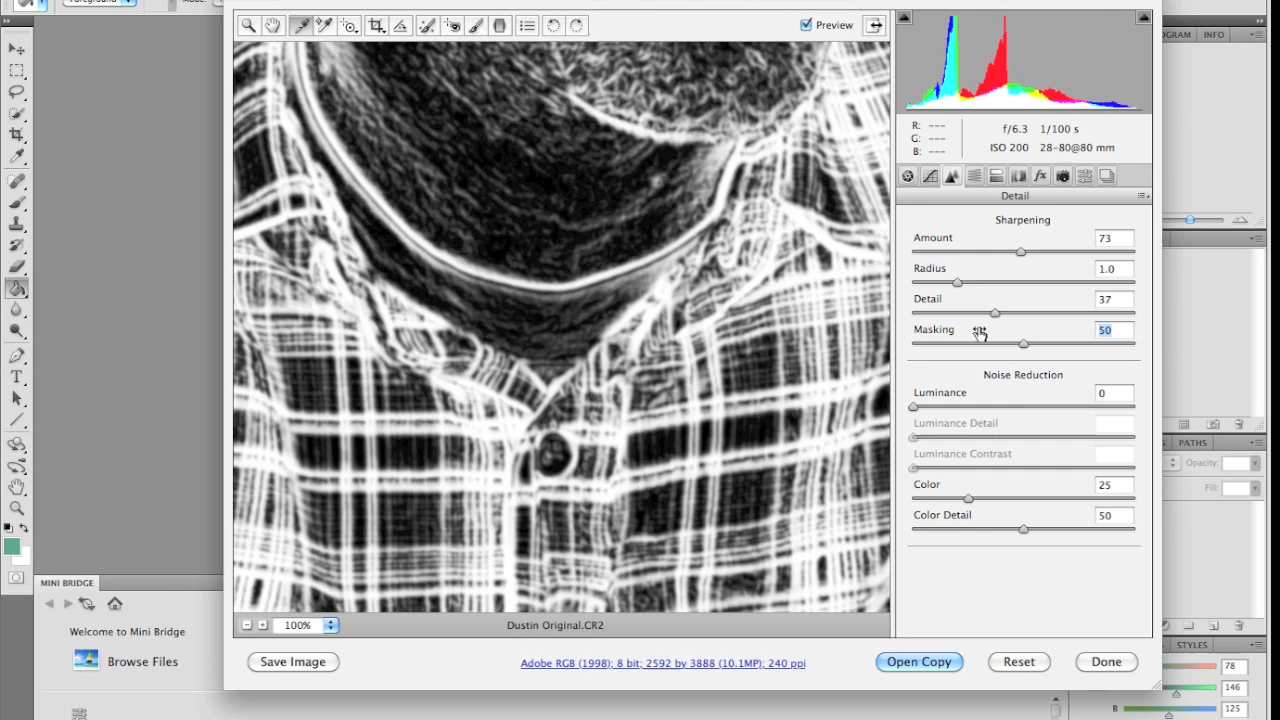 Foreground
Mode:
Preview
OGRAM
INFO
R: ---
G: ---
B: ---
f/6.3 1/100 s
ISO 200 28-80@80 mm
Detail
Sharpening
Amount 73
Radius 1.0
Detail 37
Masking 50
Noise Reduction
Luminance 0
Luminance Detail
Luminance Contrast
Color 25
Color Detail 50
PATHS
Opacity:
Fill:
MINI BRIDGE
Welcome to Mini Bridge
Browse Files
100%
Dustin Original.CR2
Save Image
Adobe RGB (1998); 8 bit; 2592 by 3888 (10.1MP); 240 ppi
Open Copy
Reset
Done
STYLES
78
146
B 125